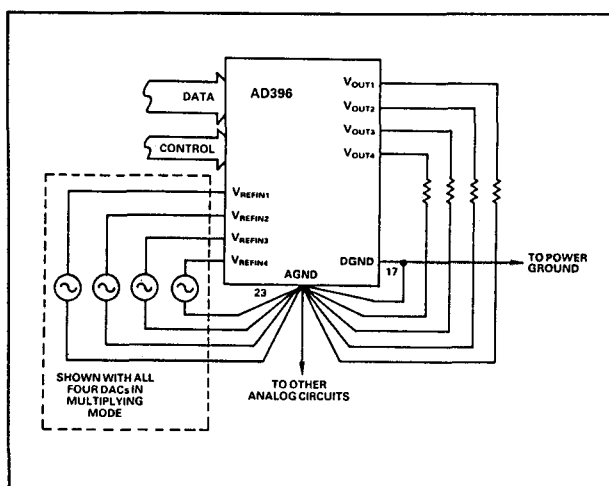 DATA
AD396
CONTROL
VOUT1
VOUT2
VOUT3
VOUT4
VREFIN1
VREFIN2
VREFIN3
VREFIN4
DGND
AGND
17
23
TO POWER
GROUND
SHOWN WITH ALL
FOUR DACs IN
MULTIPLYING
MODE
TO OTHER
ANALOG CIRCUITS